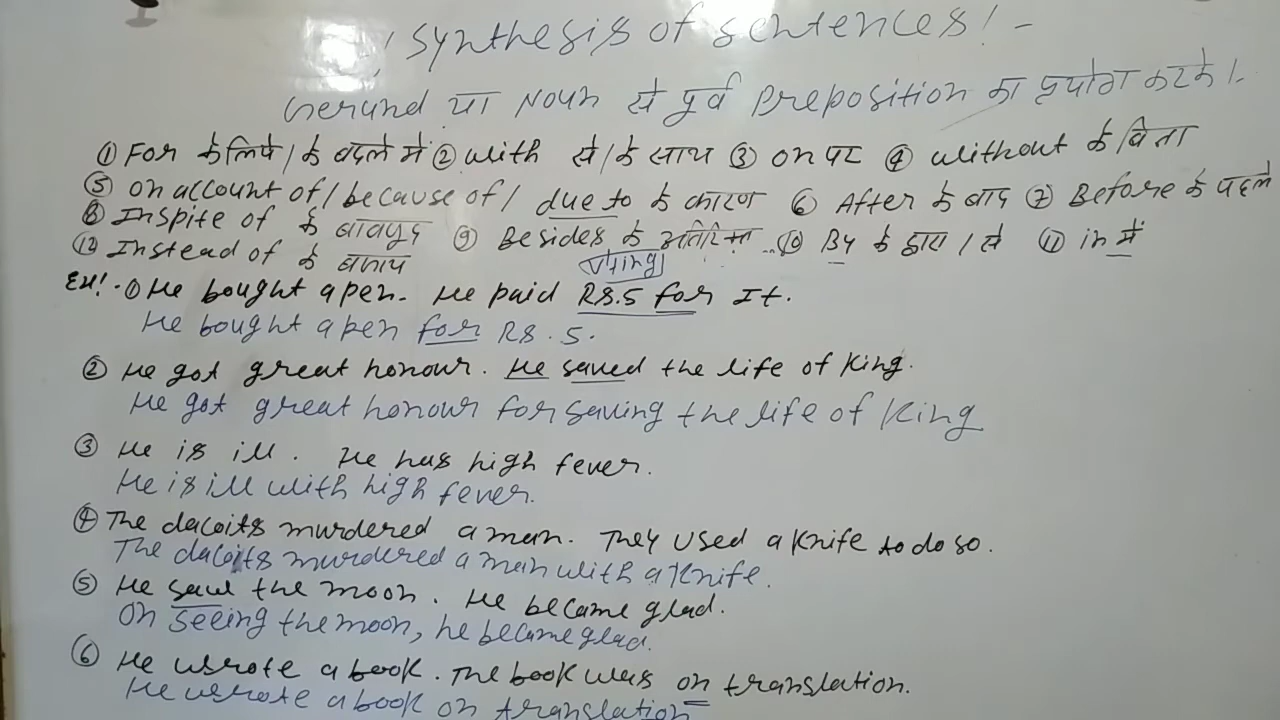 ! Synthesis of sentences! -
Gerund या Noun से पूर्व Preposition का प्रयोग करके।.
① For के लिये/के बदले में ② with से/के साथ ③ on पर ④ without के बिना
⑤ on account of/because of/ due to के कारण ⑥ After के बाद ⑦ Before के पहले
⑧ Inspite of के बावजूद ⑨ Besides के अतिरिक्त ⑩ By के द्वारा/से ⑪ in में
⑫ Instead of के बजाय V+ing
Ex!- ① He bought a pen. He paid Rs.5 for It.
He bought a pen for Rs. 5.
② He got great honour. He saved the life of King.
He got great honour for saving the life of King
③ He is ill. He has high fever.
He is ill with high fever.
④ The dacoits murdered a man. They used a knife to do so.
The dacoits murdered a man with a knife.
⑤ He saw the moon. He became glad.
On seeing the moon, he became glad.
⑥ He wrote a book. The book was on translation.
He wrote a book on translation